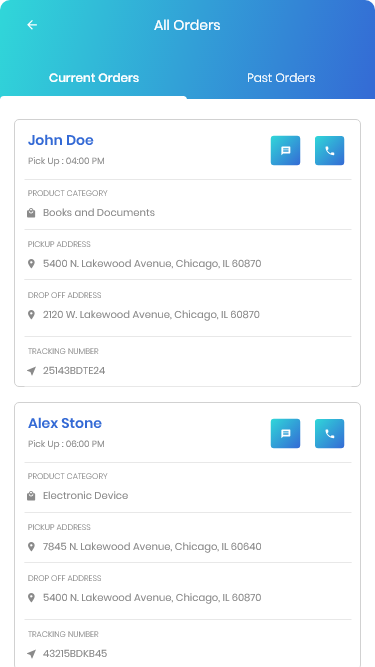 All Orders
Current Orders
Past Orders
John Doe
Pick Up : 04:00 PM
PRODUCT CATEGORY
Books and Documents
PICKUP ADDRESS
5400 N. Lakewood Avenue, Chicago, IL 60870
DROP OFF ADDRESS
2120 W. Lakewood Avenue, Chicago, IL 60870
TRACKING NUMBER
25143BDTE24
Alex Stone
Pick Up : 06:00 PM
PRODUCT CATEGORY
Electronic Device
PICKUP ADDRESS
7845 N. Lakewood Avenue, Chicago, IL 60640
DROP OFF ADDRESS
5400 N. Lakewood Avenue, Chicago, IL 60870
TRACKING NUMBER
43215BDKB45